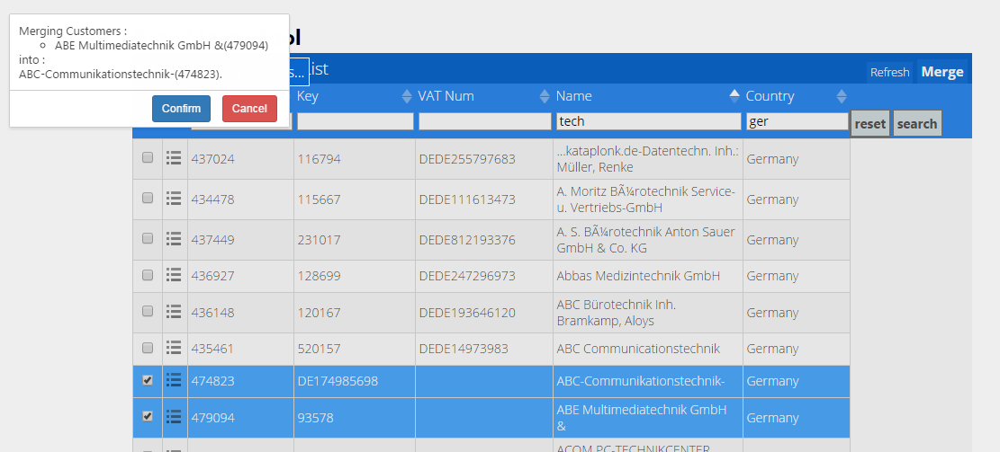 Merging Customers :
ABE Multimediatechnik GmbH &(479094)
into :
ABC-Communikationstechnik-(474823).
Confirm Cancel
ol
s... ist
Refresh Merge
Key VAT Num Name Country
tech ger reset search
437024 116794 DEDE255797683 ...kataplonk.de-Datentechn. Inh.: Germany
Müller, Renke
434478 115667 DEDE111613473 A. Moritz BÃ¼rotechnik Service- Germany
u. Vertriebs-GmbH
437449 231017 DEDE812193376 A. S. BÃ¼rotechnik Anton Sauer Germany
GmbH & Co. KG
436927 128699 DEDE247296973 Abbas Medizintechnik GmbH Germany
436148 120167 DEDE193646120 ABC Bürotechnik Inh. Germany
Bramkamp, Aloys
435461 520157 DEDE14973983 ABC Communicationstechnik Germany
474823 DE174985698 ABC-Communikationstechnik- Germany
479094 93578 ABE Multimediatechnik GmbH Germany
&
ACOM PC-TECHNIKCENTER